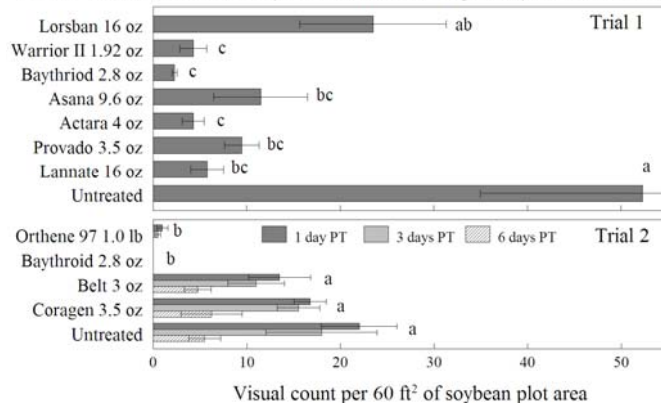 Trial 1
Lorsban 16 oz
ab
Warrior II 1.92 oz
c
Baythriod 2.8 oz
c
Asana 9.6 oz
bc
Actara 4 oz
c
Provado 3.5 oz
bc
Lannate 16 oz
bc
Untreated
a
Trial 2
1 day PT
3 days PT
6 days PT
Orthene 97 1.0 lb
b
Baythroid 2.8 oz
b
Belt 3 oz
a
Coragen 3.5 oz
a
Untreated
a
0 10 20 30 40 50
Visual count per 60 ft² of soybean plot area